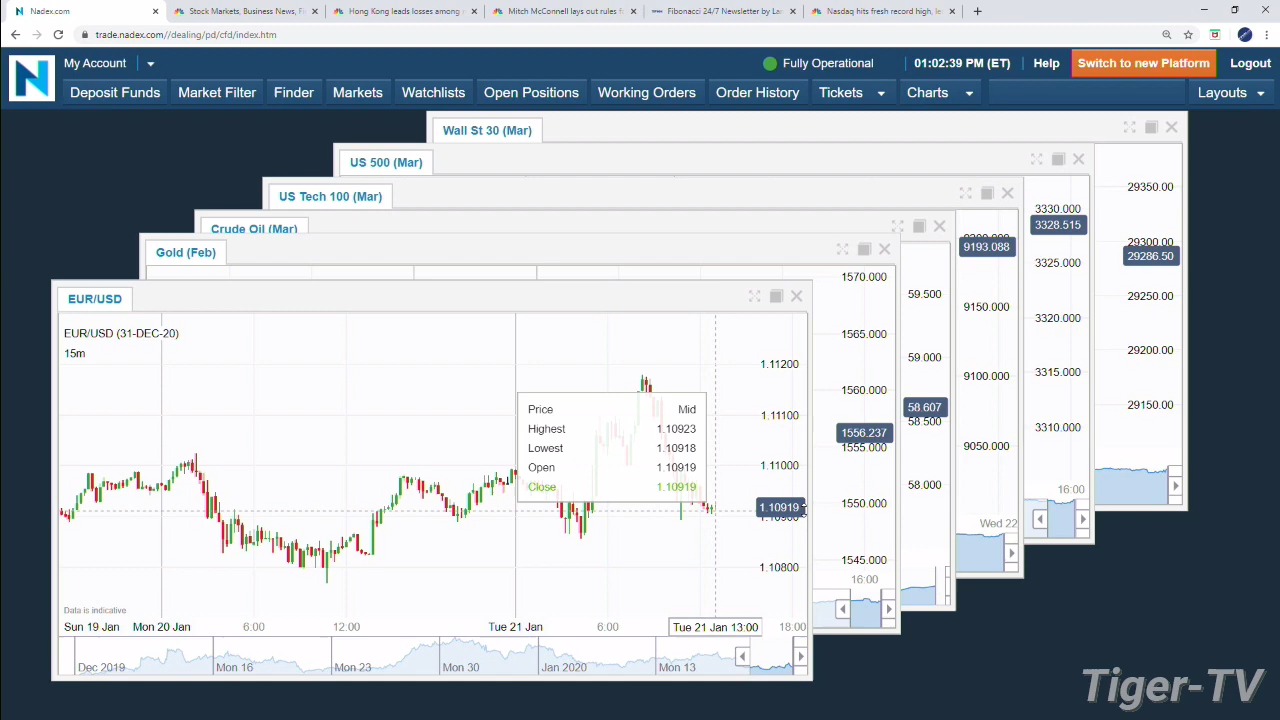 Nadex.com
Stock Markets, Business News, Fi
Hong Kong leads losses among
Mitch McConnell lays out rules f
Fibonacci 24/7 Newsletter by La
Nasdaq hits fresh record high, le
trade.nadex.com//dealing/pd/cfd/index.htm
My Account
Fully Operational
01:02:39 PM (ET)
Help
Switch to new Platform
Logout
Deposit Funds
Market Filter
Finder
Markets
Watchlists
Open Positions
Working Orders
Order History
Tickets
Charts
Layouts
Wall St 30 (Mar)
29350.00
29300.00
29286.50
29250.00
29200.00
29150.00
US 500 (Mar)
3330.000
3328.515
3325.000
3320.000
3315.000
3310.000
16:00
US Tech 100 (Mar)
9193.088
9150.000
9100.000
9050.000
Wed 22
Crude Oil (Mar)
59.500
59.000
58.607
58.500
58.000
Gold (Feb)
1570.000
1565.000
1560.000
1556.237
1555.000
1550.000
1545.000
16:00
EUR/USD
EUR/USD (31-DEC-20)
15m
1.11200
1.11100
1.11000
1.10919
1.10900
1.10800
Price Mid
Highest 1.10923
Lowest 1.10918
Open 1.10919
Close 1.10919
Data is indicative
Sun 19 Jan
Mon 20 Jan
6:00
12:00
Tue 21 Jan
6:00
Tue 21 Jan 13:00
18:00
Dec 2019
Mon 16
Mon 23
Mon 30
Jan 2020
Mon 13
Tiger-TV